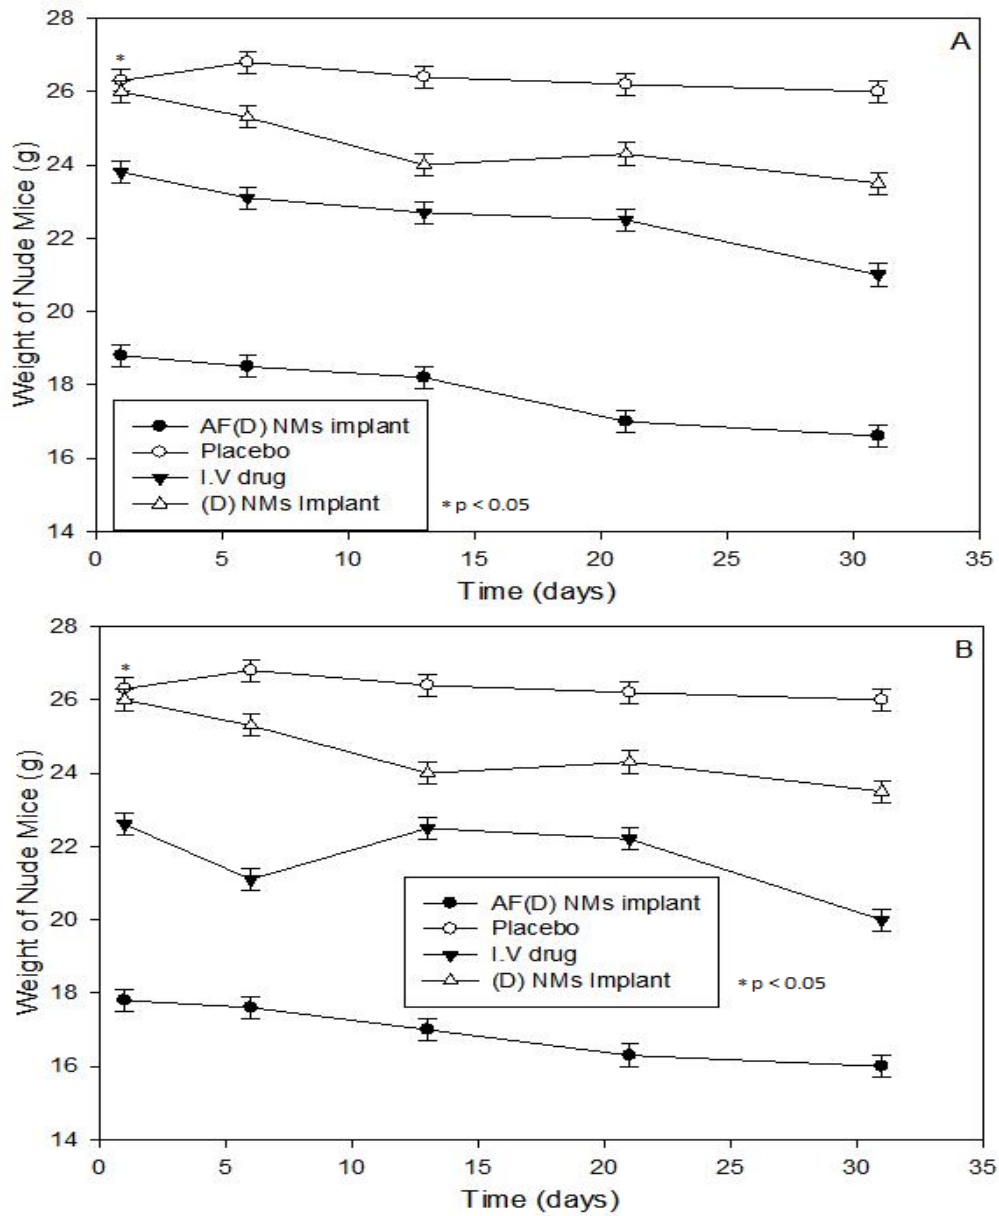 28
A
*
26
24
22
20
18
16
14
Weight of Nude Mice (g)
AF(D) NMs implant
Placebo
I.V drug
(D) NMs Implant
* p < 0.05
0 5 10 15 20 25 30 35
Time (days)
28
B
*
26
24
22
20
18
16
14
Weight of Nude Mice (g)
AF(D) NMs implant
Placebo
I.V drug
(D) NMs Implant
* p < 0.05
0 5 10 15 20 25 30 35
Time (days)